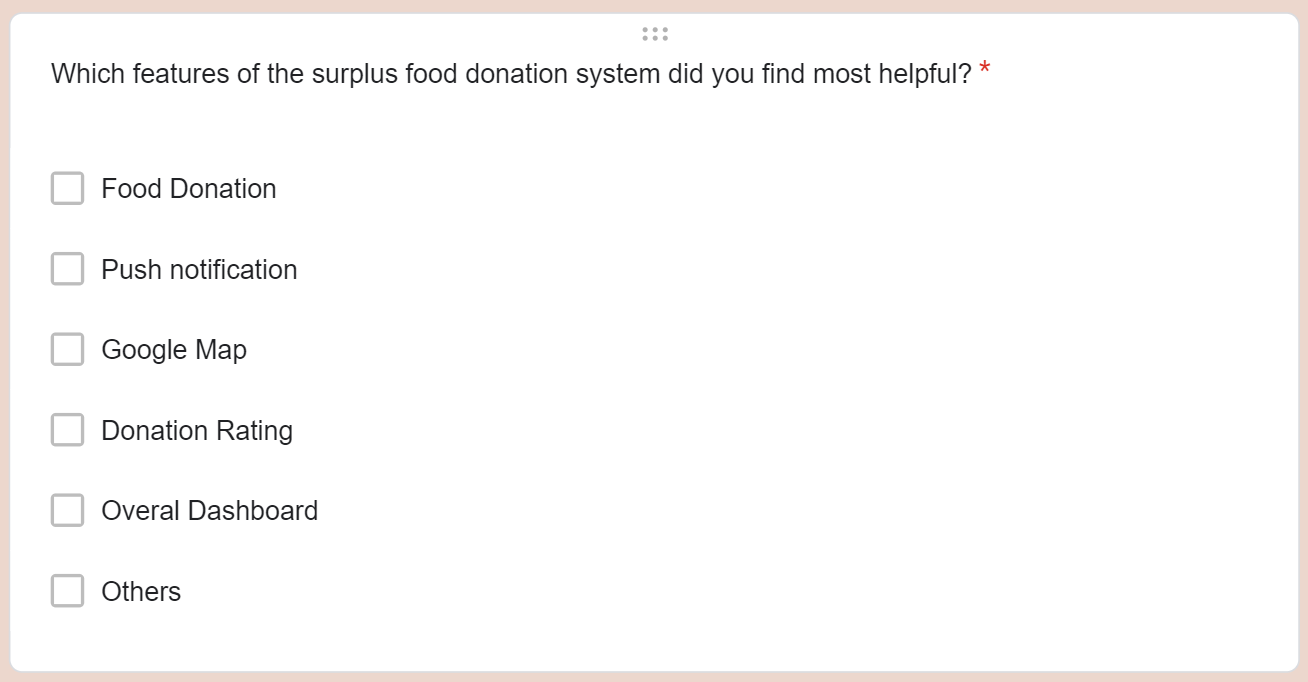 Which features of the surplus food donation system did you find most helpful? *
Food Donation
Push notification
Google Map
Donation Rating
Overal Dashboard
Others